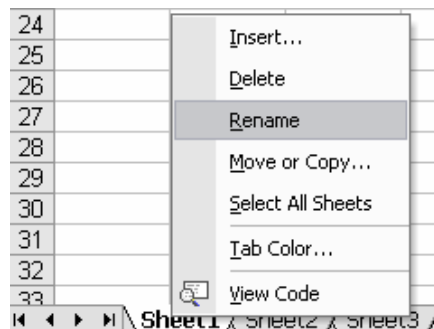 24
25
26
27
28
29
30
31
32
33
Insert...
Delete
Rename
Move or Copy...
Select All Sheets
Tab Color...
View Code
Sheet1 / Sheet2 / Sheet3 /